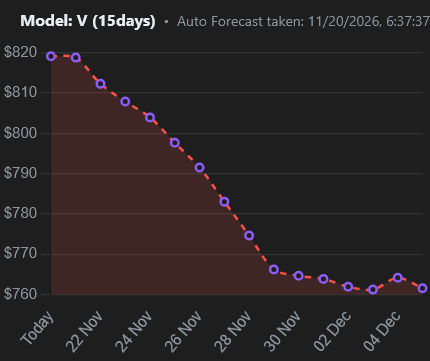 Model: V (15days) • Auto Forecast taken: 11/20/2026, 6:37:37
$820
$810
$800
$790
$780
$770
$760
Today
22 Nov
24 Nov
26 Nov
28 Nov
30 Nov
02 Dec
04 Dec